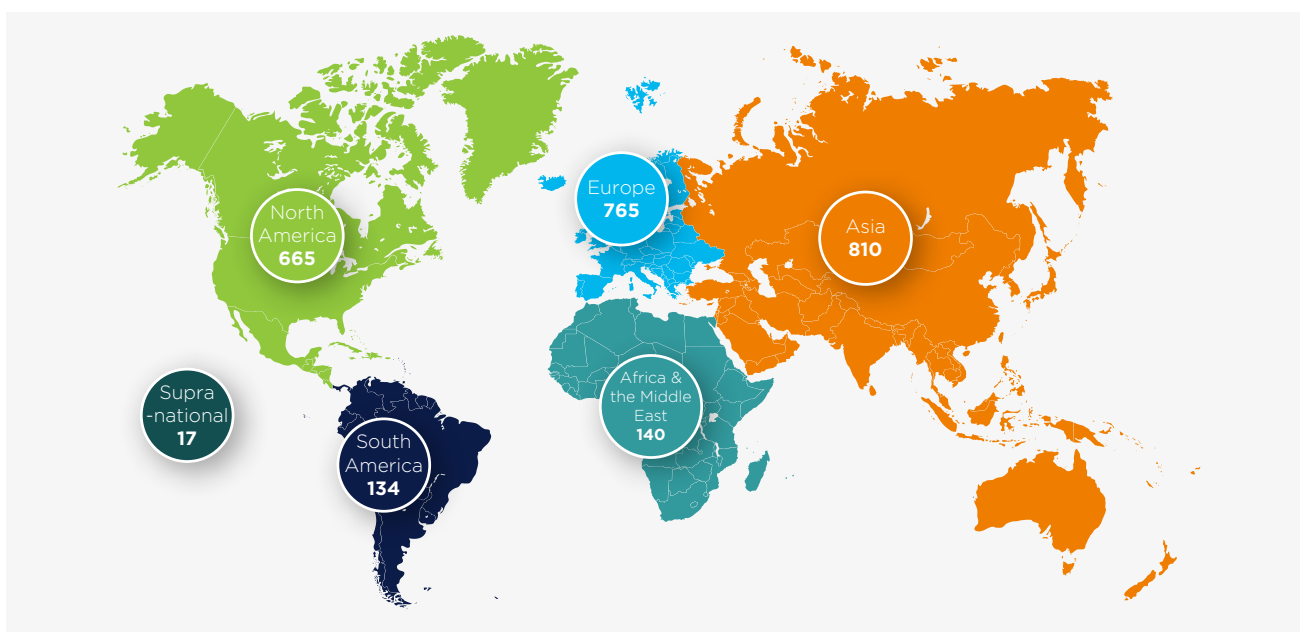 North
America
665
Europe
765
Asia
810
Supra
-national
17
South
America
134
Africa &
the Middle
East
140